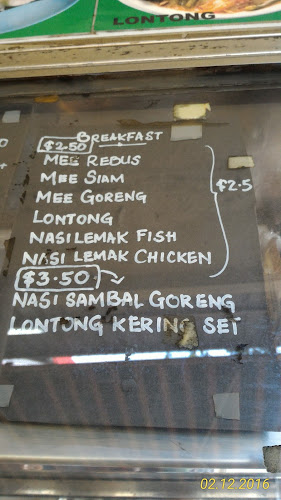 LONTONG
BREAKFAST
$2.50
MEE REBUS
MEE SIAM
$2.5
MEE GORENG
LONTONG
NASI LEMAK FISH
NASI LEMAK CHICKEN
$3.50
NASI SAMBAL GORENG
LONTONG KERING SET
02.12.2016